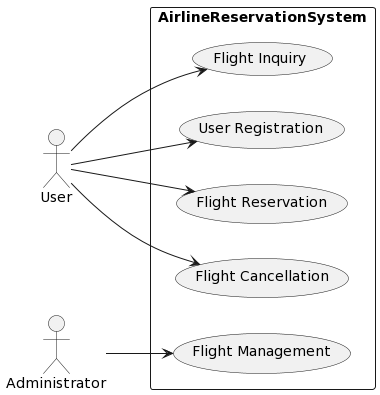 AirlineReservationSystem
Flight Inquiry
User Registration
User
Flight Reservation
Flight Cancellation
Flight Management
Administrator